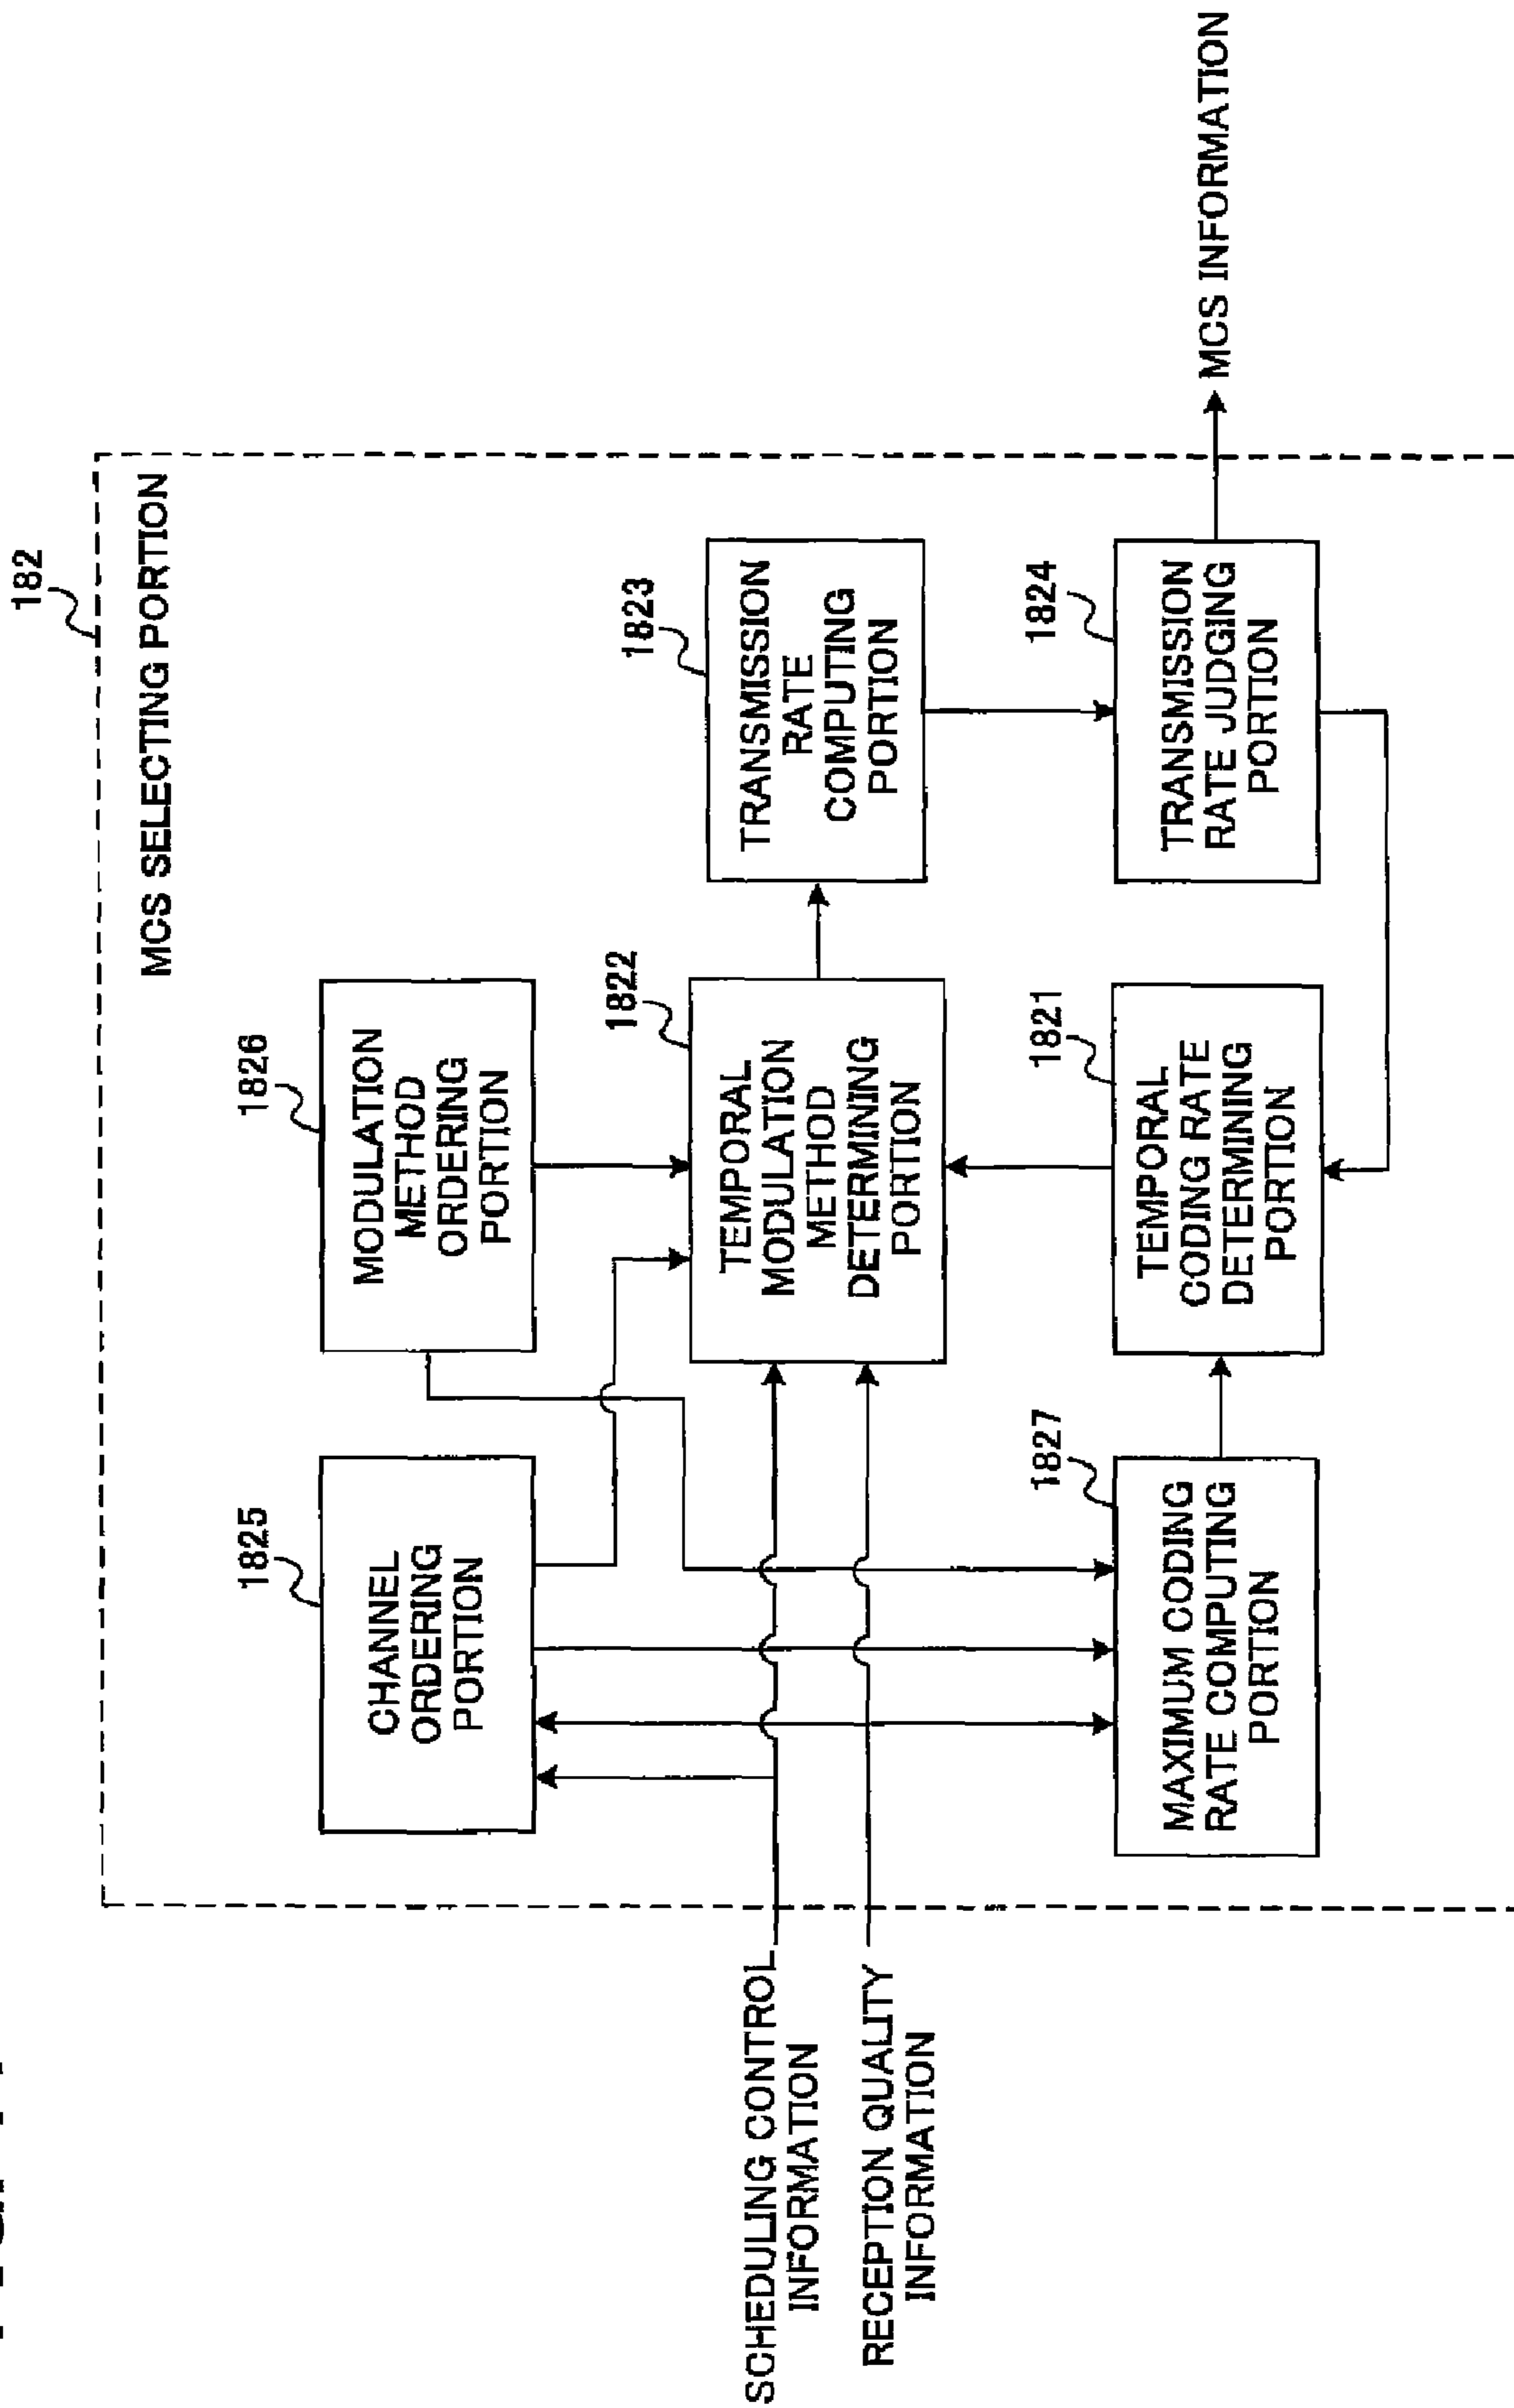 182
MCS SELECTING PORTION
1825
CHANNEL
ORDERING
PORTION
1826
MODULATION
METHOD
ORDERING
PORTION
SCHEDULING CONTROL
INFORMATION
RECEPTION QUALITY
INFORMATION
1822
TEMPORAL
MODULATION
METHOD
DETERMINING
PORTION
1823
TRANSMISSION
RATE
COMPUTING
PORTION
1827
MAXIMUM CODING
RATE COMPUTING
PORTION
1821
TEMPORAL
CODING RATE
DETERMINING
PORTION
1824
TRANSMISSION
RATE JUDGING
PORTION
MCS INFORMATION